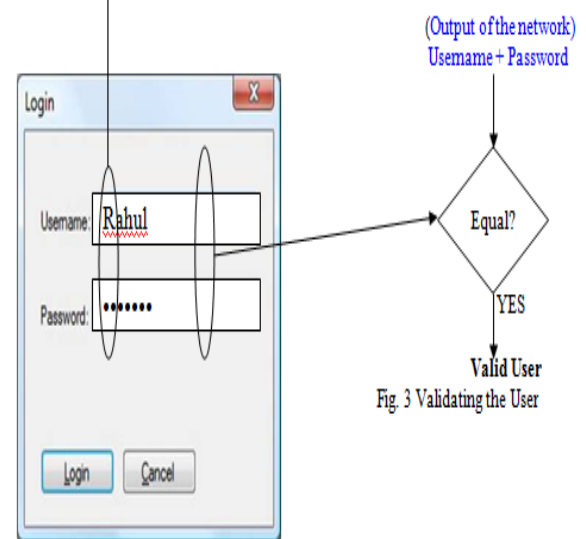 (Output of the network)
Username + Password
Login
Username: Rahul
Equal?
Password: •••••••
YES
Valid User
Fig. 3 Validating the User
Login
Cancel